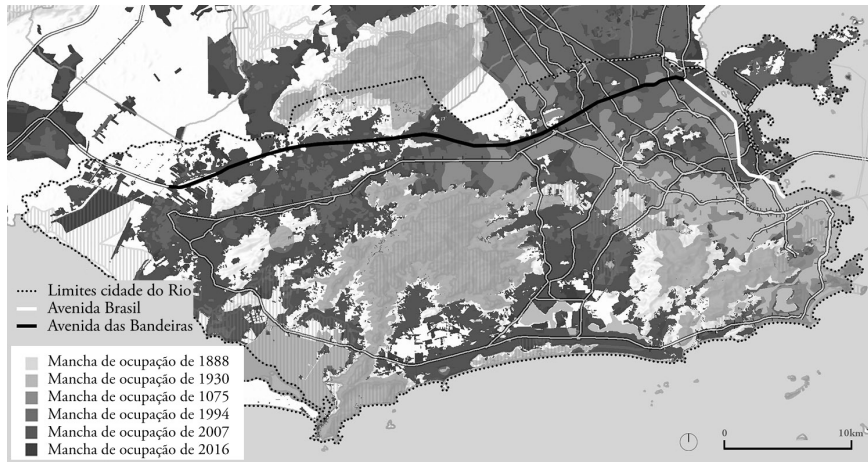 Limites cidade do Rio
Avenida Brasil
Avenida das Bandeiras
Mancha de ocupação de 1888
Mancha de ocupação de 1930
Mancha de ocupação de 1075
Mancha de ocupação de 1994
Mancha de ocupação de 2007
Mancha de ocupação de 2016
0 10km